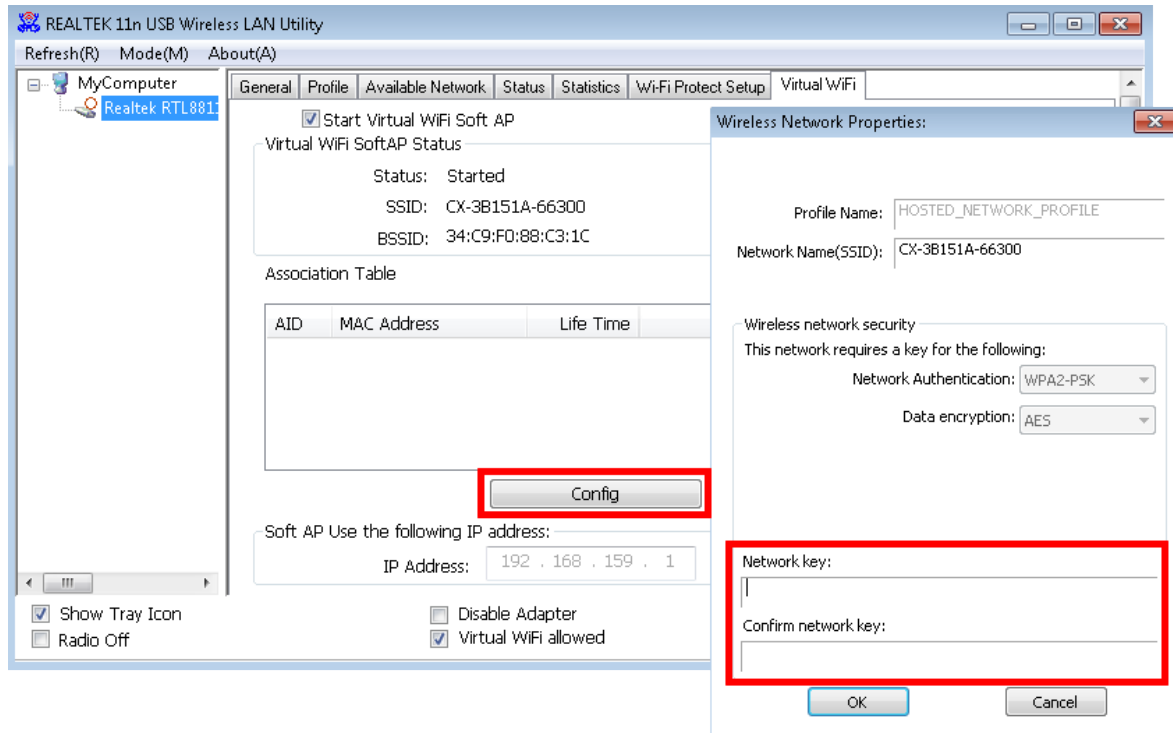 REALTEK 11n USB Wireless LAN Utility
Refresh(R) Mode(M) About(A)
MyComputer
Realtek RTL881
General Profile Available Network Status Statistics Wi-Fi Protect Setup Virtual WiFi
Start Virtual WiFi Soft AP
Virtual WiFi SoftAP Status
Status: Started
SSID: CX-3B151A-66300
BSSID: 34:C9:F0:88:C3:1C
Association Table
AID MAC Address Life Time
Config
Soft AP Use the following IP address:
IP Address: 192 . 168 . 159 . 1
Show Tray Icon
Radio Off
Disable Adapter
Virtual WiFi allowed
Wireless Network Properties:
Profile Name: HOSTED_NETWORK_PROFILE
Network Name(SSID): CX-3B151A-66300
Wireless network security
This network requires a key for the following:
Network Authentication: WPA2-PSK
Data encryption: AES
Network key:
Confirm network key:
OK Cancel